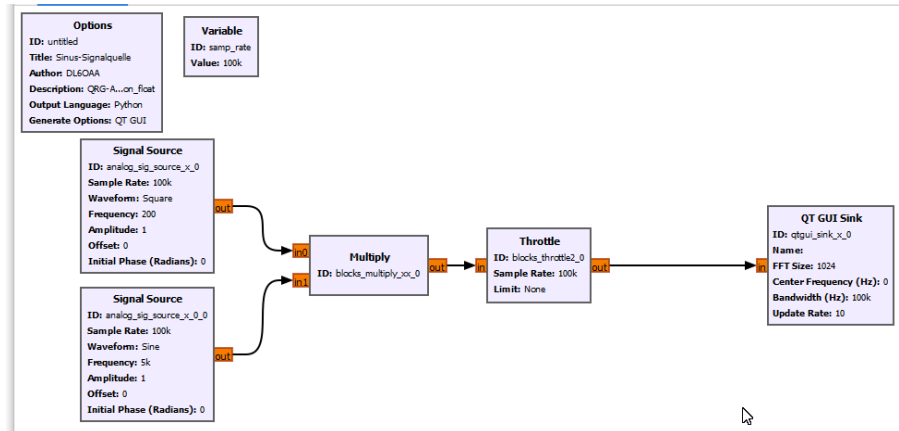 Options
ID: untitled
Title: Sinus-Signalquelle
Author: DL6OAA
Description: QRG-A...on_float
Output Language: Python
Generate Options: QT GUI
Variable
ID: samp_rate
Value: 100k
Signal Source
ID: analog_sig_source_x_0
Sample Rate: 100k
Waveform: Square
Frequency: 200
Amplitude: 1
Offset: 0
Initial Phase (Radians): 0
out
Signal Source
ID: analog_sig_source_x_0_0
Sample Rate: 100k
Waveform: Sine
Frequency: 5k
Amplitude: 1
Offset: 0
Initial Phase (Radians): 0
out
in0
in1
Multiply
ID: blocks_multiply_xx_0
out
in
Throttle
ID: blocks_throttle2_0
Sample Rate: 100k
Limit: None
out
in
QT GUI Sink
ID: qtgui_sink_x_0
Name:
FFT Size: 1024
Center Frequency (Hz): 0
Bandwidth (Hz): 100k
Update Rate: 10